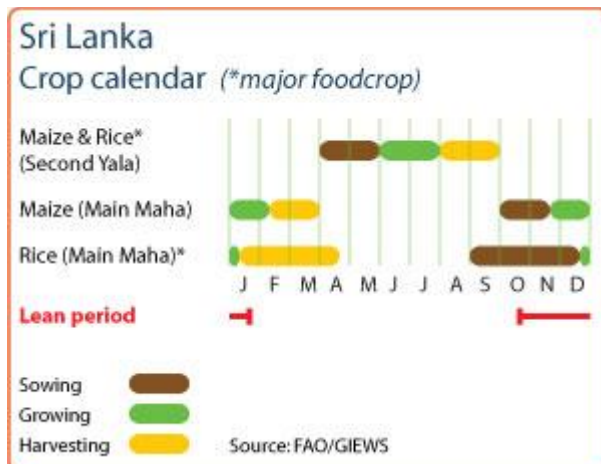 Sri Lanka
Crop calendar (*major foodcrop)
Maize & Rice*
(Second Yala)
Maize (Main Maha)
Rice (Main Maha)*
J F M A M J J A S O N D
Lean period
Sowing
Growing
Harvesting
Source: FAO/GIEWS